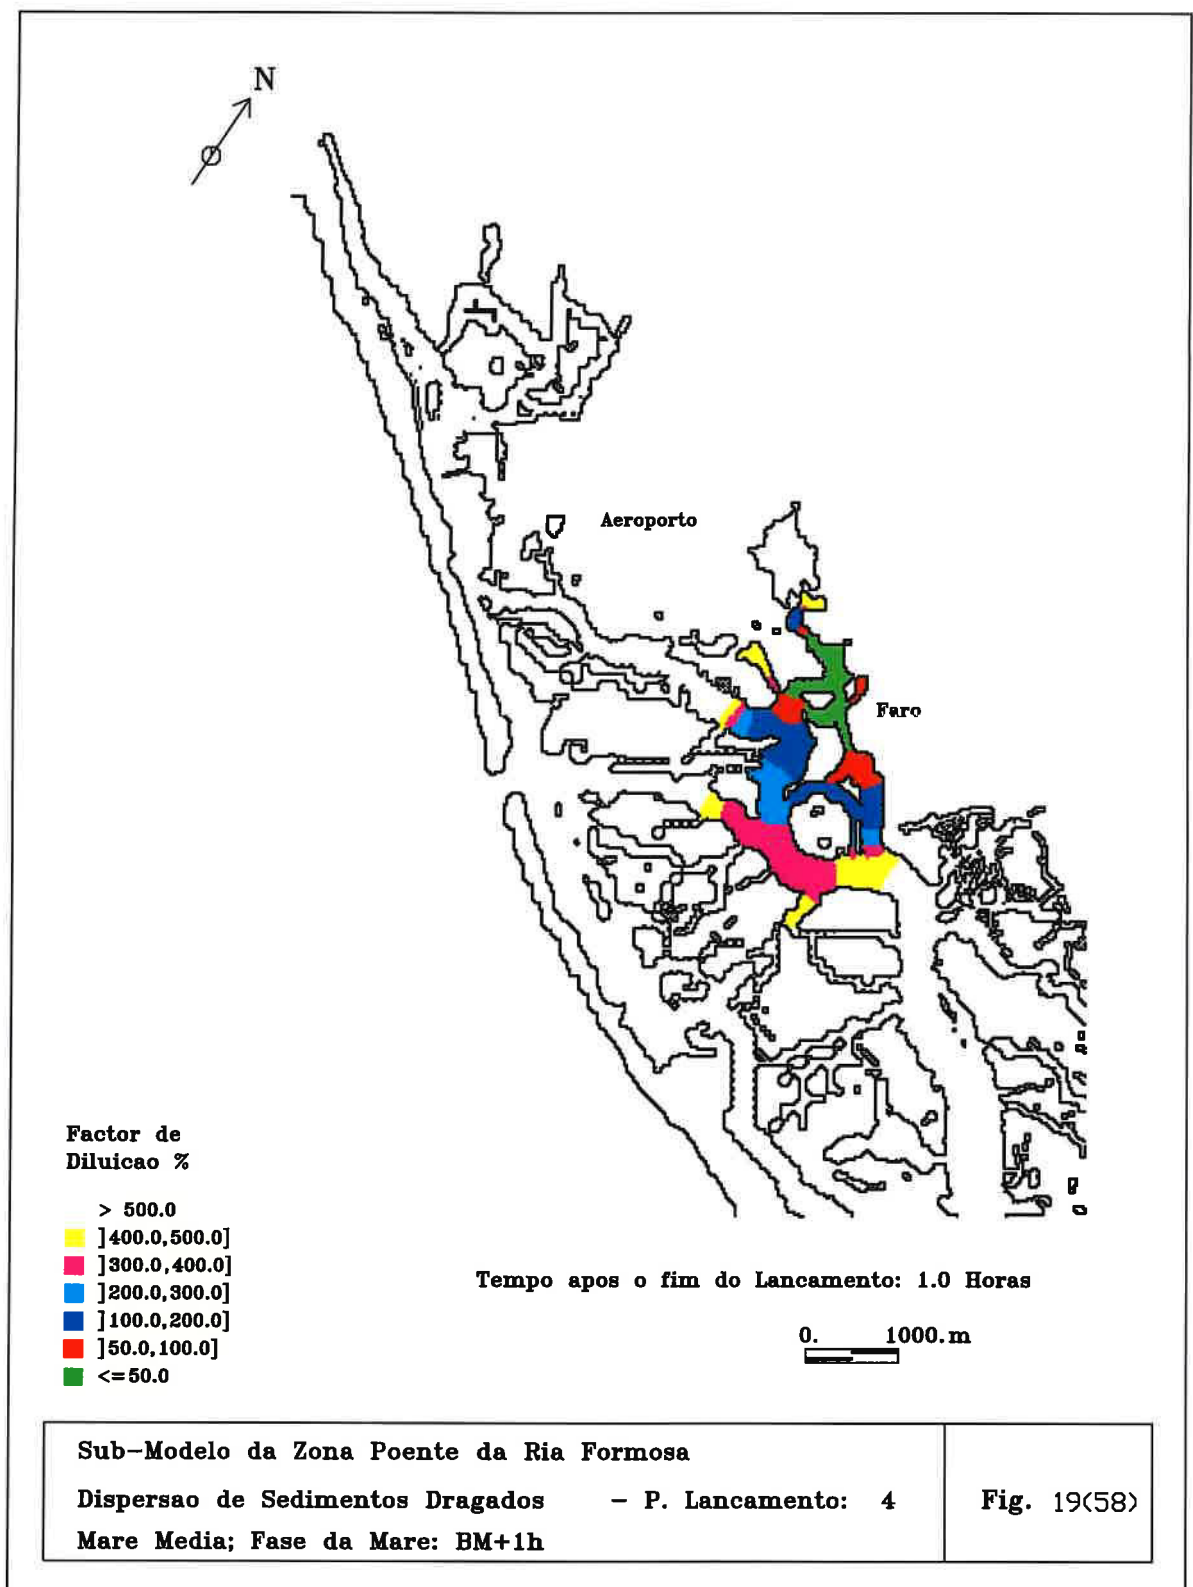 N
Aeroporto
Faro
Factor de
Diluicao %
> 500.0
]400.0,500.0]
]300.0,400.0]
]200.0,300.0]
]100.0,200.0]
]50.0,100.0]
<=50.0
Tempo apos o fim do Lancamento: 1.0 Horas
0. 1000.m
Sub-Modelo da Zona Poente da Ria Formosa
Dispersao de Sedimentos Dragados - P. Lancamento: 4
Mare Media; Fase da Mare: BM+1h
Fig. 19(58)